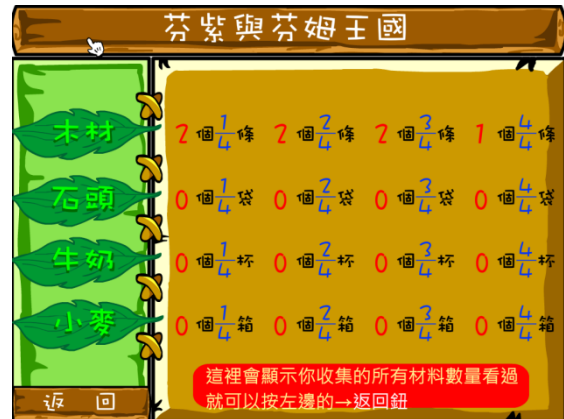 芬紫與芬姆王國
木材 2個1/4條 2個2/4條 2個3/4條 1個4/4條
石頭 0個1/4袋 0個2/4袋 0個3/4袋 0個4/4袋
牛奶 0個1/4杯 0個2/4杯 0個3/4杯 0個4/4杯
小麥 0個1/4箱 0個2/4箱 0個3/4箱 0個4/4箱
這裡會顯示你收集的所有材料數量看過
就可以按左邊的→返回鈕
返 回